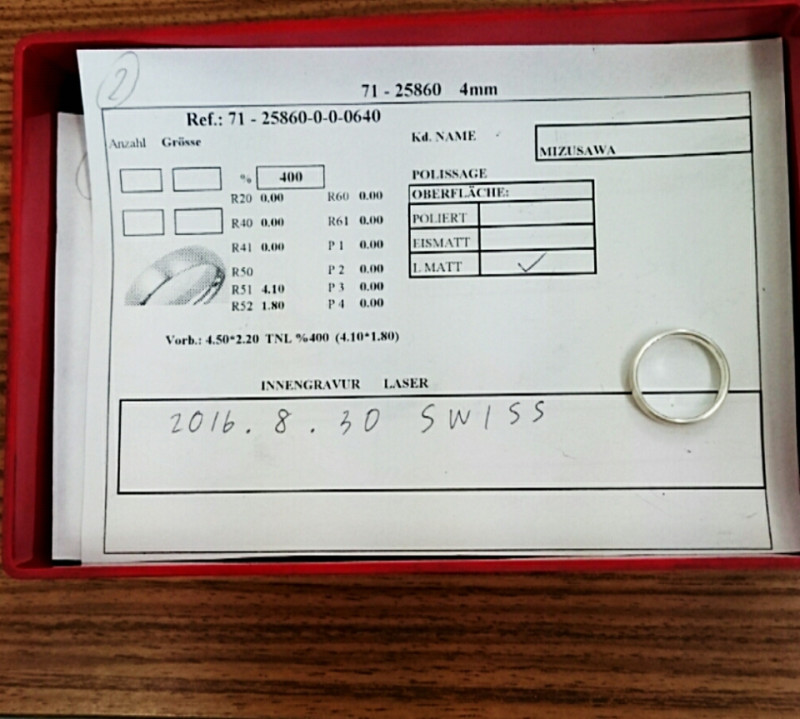 2
71 - 25860 4mm
Ref.: 71 - 25860-0-0-0640
Anzahl Grösse
Kd. NAME
MIZUSAWA
% 400
R20 0.00 R60 0.00
R40 0.00 R61 0.00
R41 0.00 P 1 0.00
R50 P 2 0.00
R51 4.10 P 3 0.00
R52 1.80 P 4 0.00
POLISSAGE
OBERFLÄCHE:
POLIERT
EISMATT
L MATT ✓
Vorb.: 4.50*2.20 TNL %400 (4.10*1.80)
INNENGRAVUR LASER
2016. 8. 30 SWISS